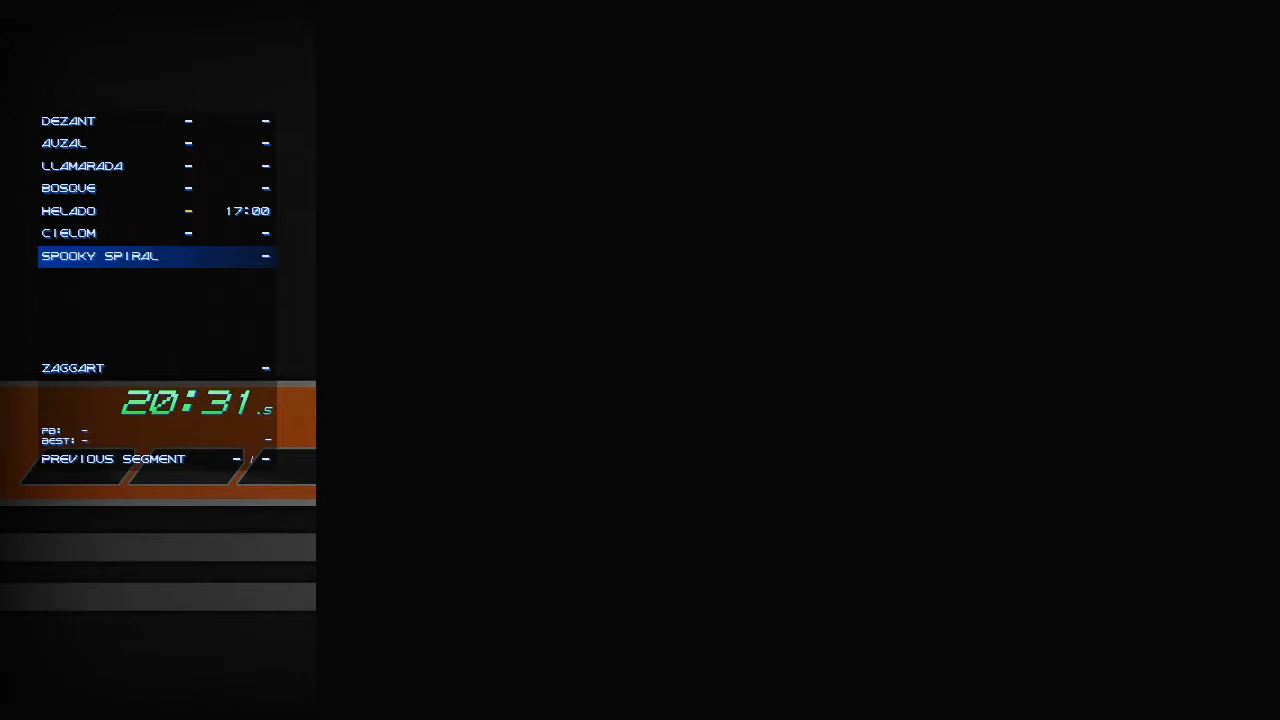 DEZANT - -
AUZAL - -
LLAMARADA - -
BOSQUE - -
HELADO - 17:00
CIELOM - -
SPOOKY SPIRAL -
ZAGGART -
20:31.5
PB: -
BEST: - -
PREVIOUS SEGMENT - / -